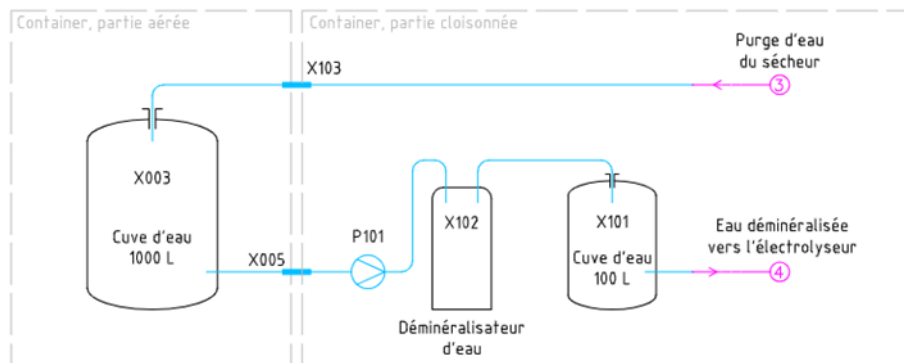 Container, partie aérée
Container, partie cloisonnée
X103
Purge d'eau
du sécheur
3
X003
Cuve d'eau
1000 L
X005
P101
X102
Déminéralisateur
d'eau
X101
Cuve d'eau
100 L
Eau déminéralisée
vers l'électrolyseur
4